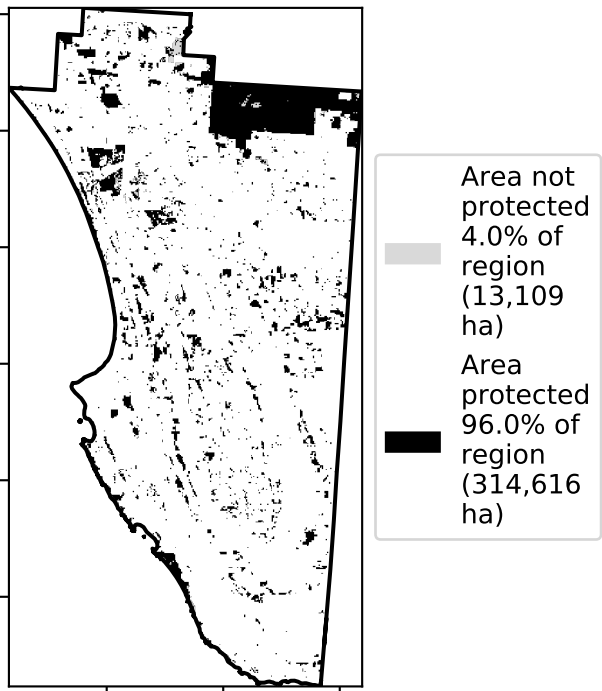 Area not
protected
4.0% of
region
(13,109
ha)
Area
protected
96.0% of
region
(314,616
ha)